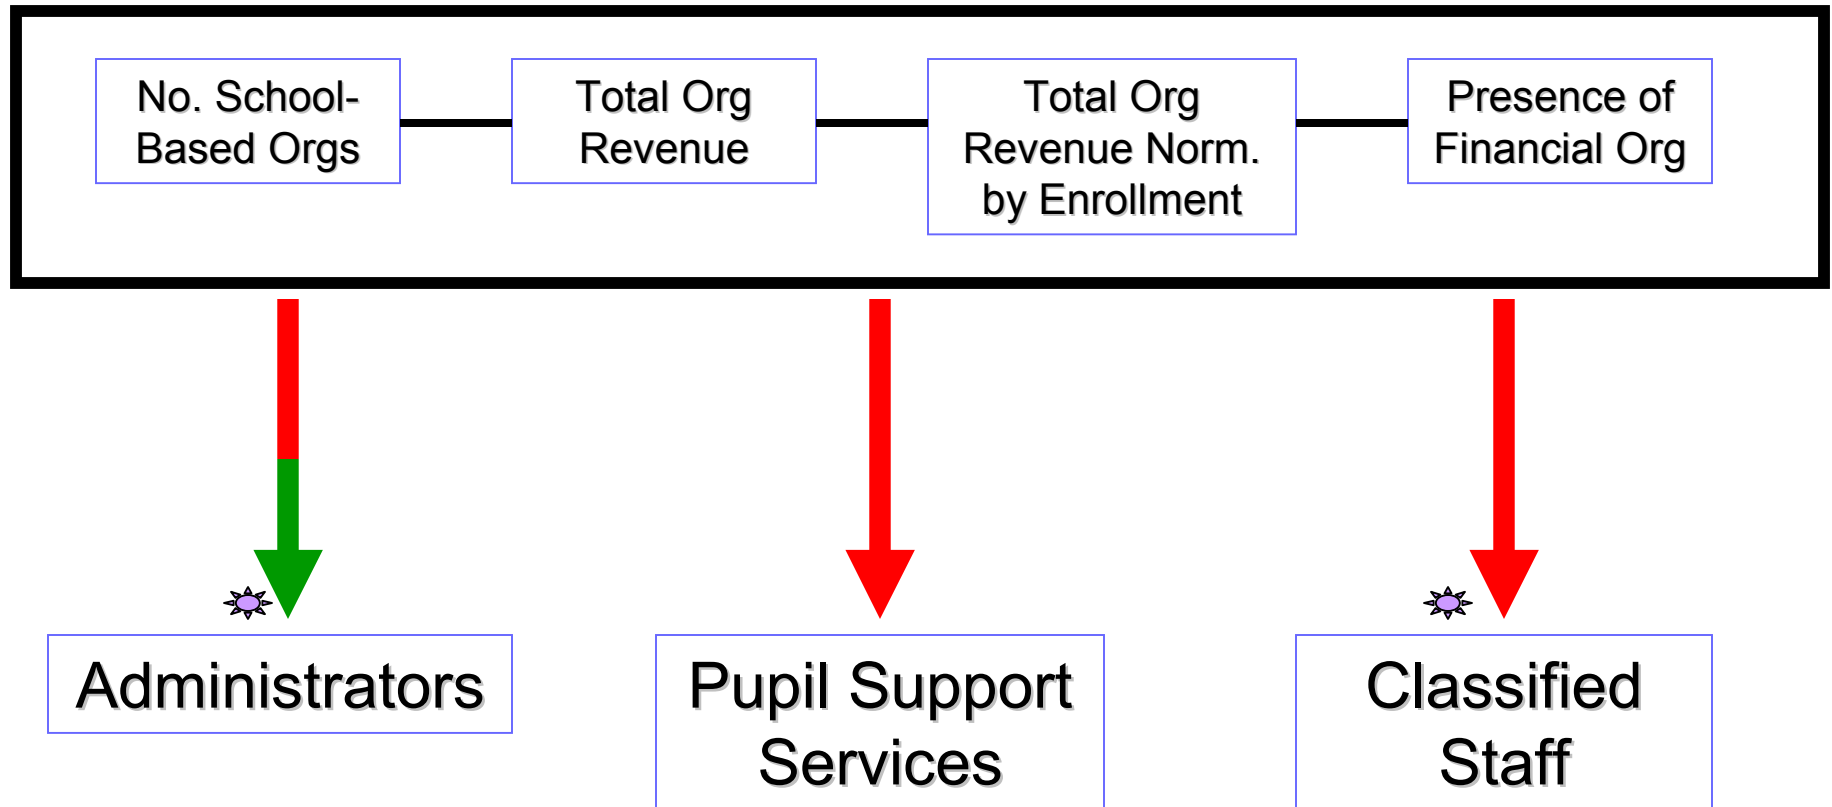 No. School-
Based Orgs
Total Org
Revenue
Total Org
Revenue Norm.
by Enrollment
Presence of
Financial Org
Administrators
Pupil Support
Services
Classified
Staff